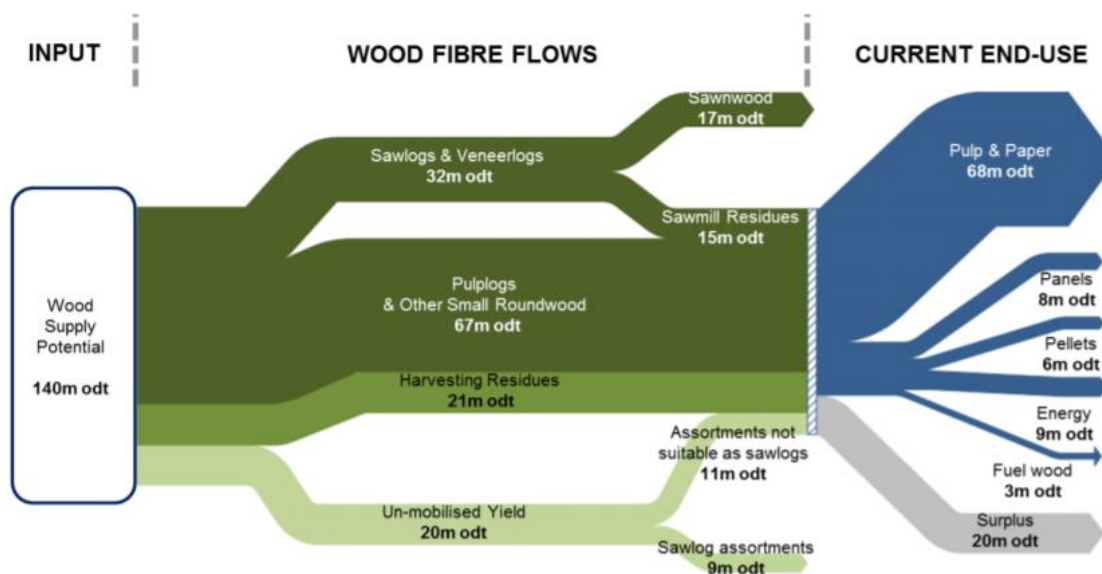 INPUT
WOOD FIBRE FLOWS
CURRENT END-USE
Wood
Supply
Potential
140m odt
Sawlogs & Veneerlogs
32m odt
Sawnwood
17m odt
Sawmill Residues
15m odt
Pulplogs
& Other Small Roundwood
67m odt
Harvesting Residues
21m odt
Un-mobilised Yield
20m odt
Assortments not
suitable as sawlogs
11m odt
Sawlog assortments
9m odt
Pulp & Paper
68m odt
Panels
8m odt
Pellets
6m odt
Energy
9m odt
Fuel wood
3m odt
Surplus
20m odt